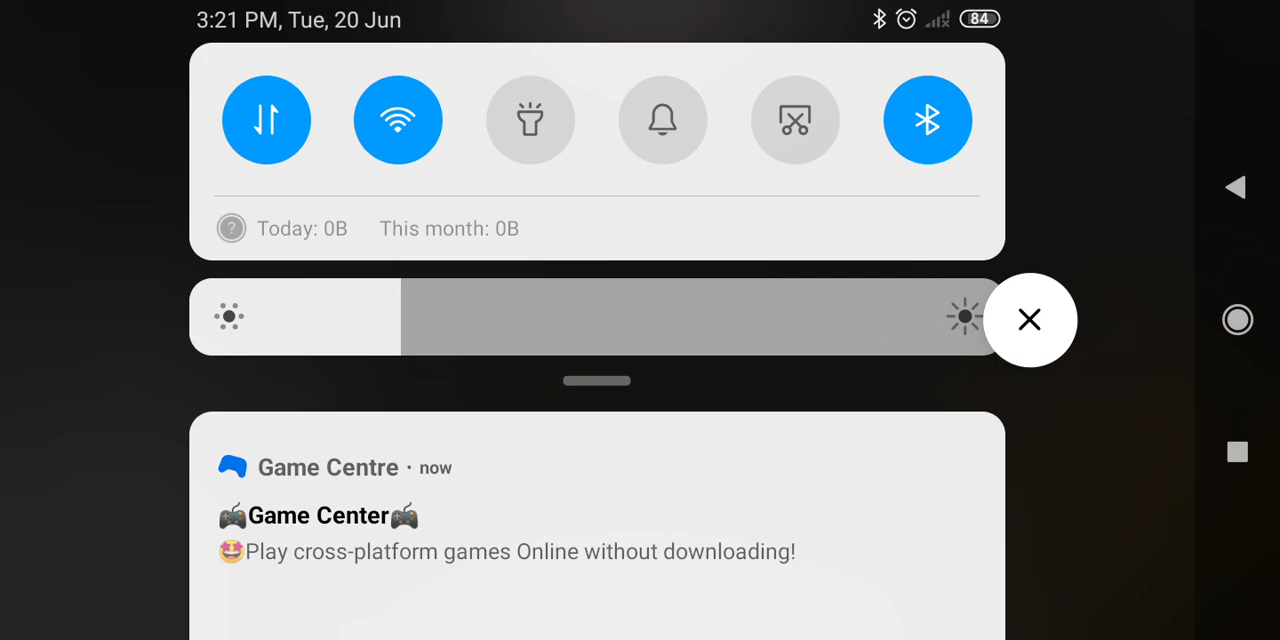 3:21 PM, Tue, 20 Jun
84
Today: 0B This month: 0B
Game Centre · now
🎮Game Center🎮
🤩Play cross-platform games Online without downloading!